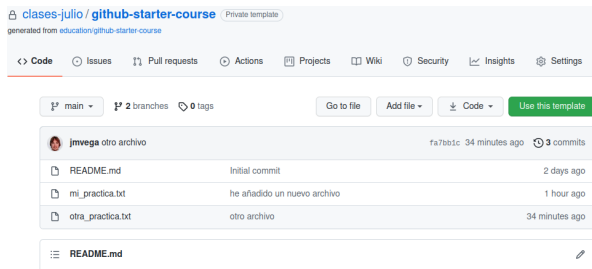 clases-julio / github-starter-course Private template
generated from education/github-starter-course
<> Code Issues Pull requests Actions Projects Wiki Security Insights Settings
main 2 branches 0 tags Go to file Add file Code Use this template
jmvega otro archivo fa7bb1c 34 minutes ago 3 commits
README.md Initial commit 2 days ago
mi_practica.txt he añadido un nuevo archivo 1 hour ago
otra_practica.txt otro archivo 34 minutes ago
README.md